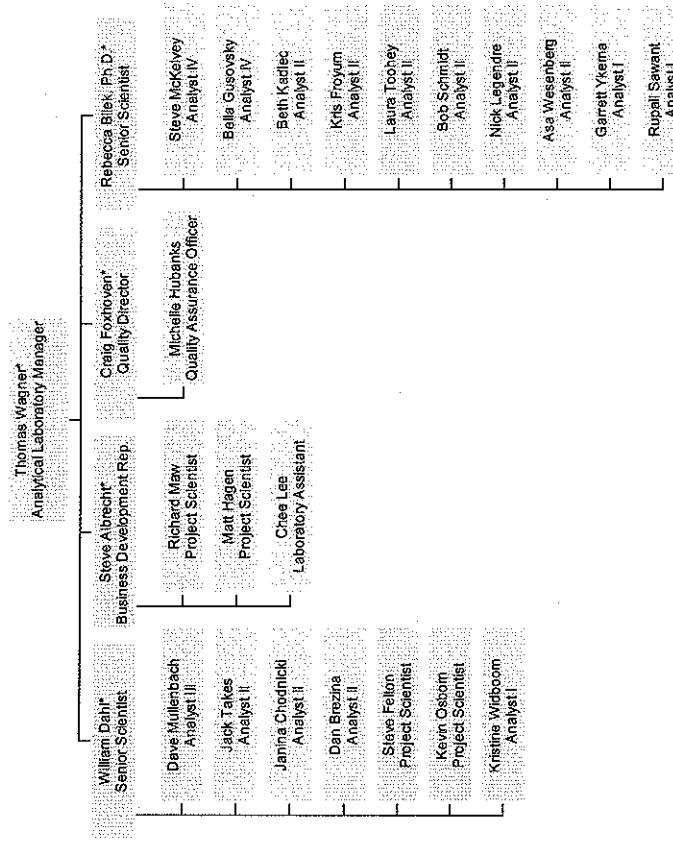 Thomas Wagner*
Analytical Laboratory Manager
William Dahl*
Senior Scientist
Dave Mullenbach
Analyst III
Jack Takes
Analyst II
Janina Chodnicki
Analyst II
Dan Brezina
Analyst II
Steve Felton
Project Scientist
Kevin Osborn
Project Scientist
Kristine Widboom
Analyst I
Steve Albrecht*
Business Development Rep.
Richard Maw
Project Scientist
Matt Hagen
Project Scientist
Chee Lee
Laboratory Assistant
Craig Foxhoven*
Quality Director
Michelle Hubanks
Quality Assurance Officer
Rebecca Bilek, Ph.D.*
Senior Scientist
Steve McKelvey
Analyst IV
Bella Gusovsky
Analyst IV
Beth Kadlec
Analyst II
Kris Froyum
Analyst II
Laura Toohey
Analyst II
Bob Schmidt
Analyst II
Nick Legendre
Analyst II
Asa Wesenberg
Analyst I
Garrett Ykema
Analyst I
Rupali Sawant
Analyst I